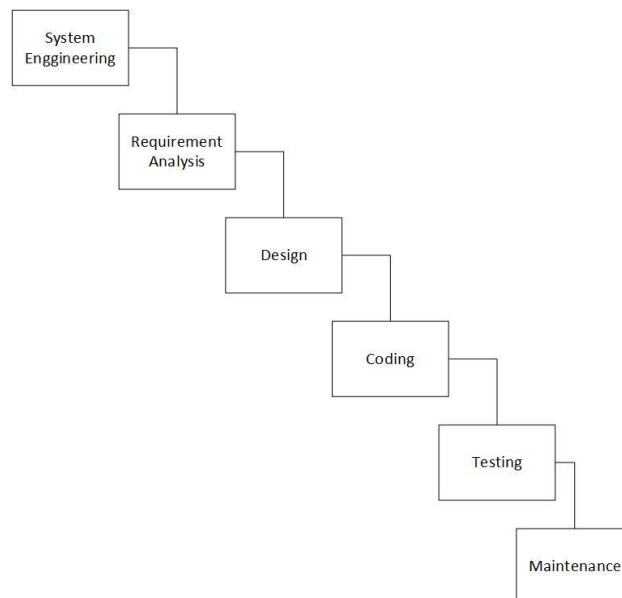 System
Enggineering
Requirement
Analysis
Design
Coding
Testing
Maintenance